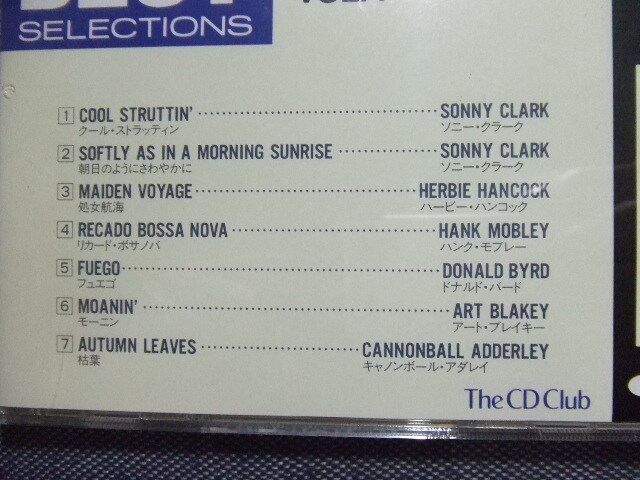 SELECTIONS
1 COOL STRUTTIN' SONNY CLARK
クール・ストラッティン ソニー・クラーク
2 SOFTLY AS IN A MORNING SUNRISE SONNY CLARK
朝日のようにさわやかに ソニー・クラーク
3 MAIDEN VOYAGE HERBIE HANCOCK
処女航海 ハービー・ハンコック
4 RECADO BOSSA NOVA HANK MOBLEY
リカード・ボサノバ ハンク・モブレー
5 FUEGO DONALD BYRD
フュエゴ ドナルド・バード
6 MOANIN' ART BLAKEY
モーニン アート・ブレイキー
7 AUTUMN LEAVES CANNONBALL ADDERLEY
枯葉 キャノンボール・アダレイ
The CD Club